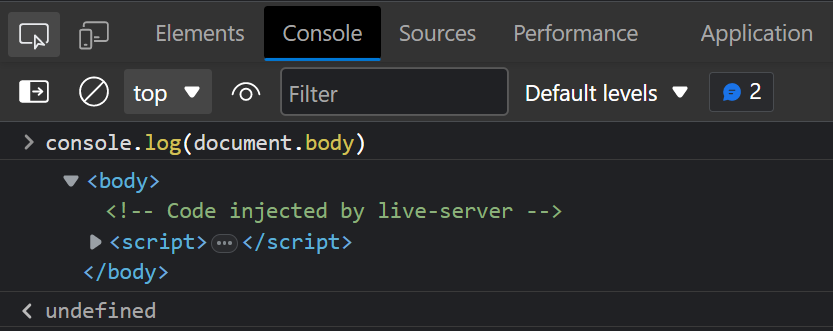 Elements Console Sources Performance Application
top Filter Default levels 2
> console.log(document.body)
▼ <body>
<!-- Code injected by live-server -->
▶ <script>…</script>
</body>
< undefined